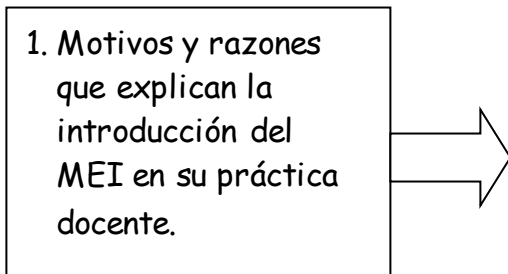 1. Motivos y razones
que explican la
introducción del
MEI en su práctica
docente.